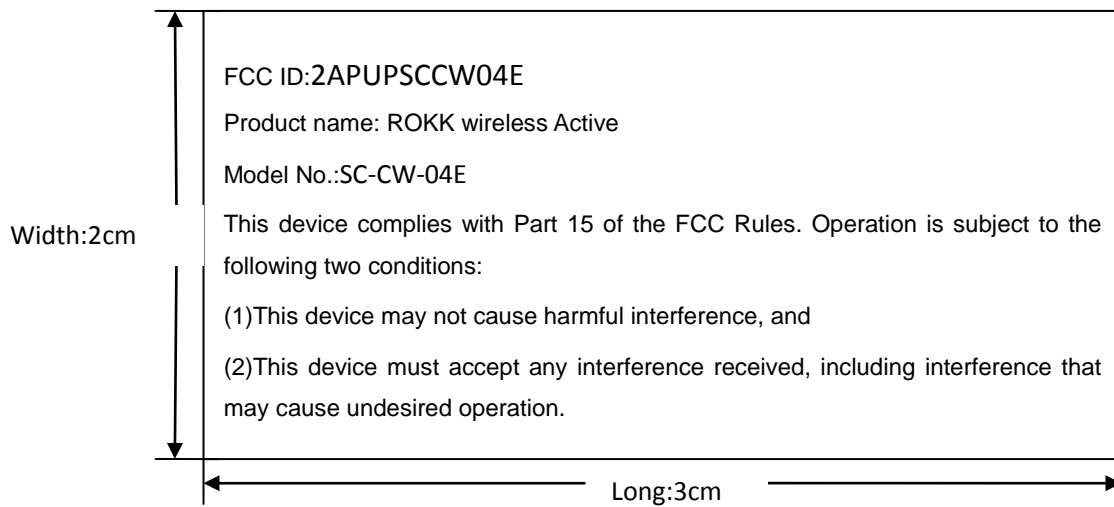 FCC ID:2APUPSCCW04E
Product name: ROKK wireless Active
Model No.:SC-CW-04E
This device complies with Part 15 of the FCC Rules. Operation is subject to the
Width:2cm
following two conditions:
(1)This device may not cause harmful interference, and
(2)This device must accept any interference received, including interference that
may cause undesired operation.
Long:3cm